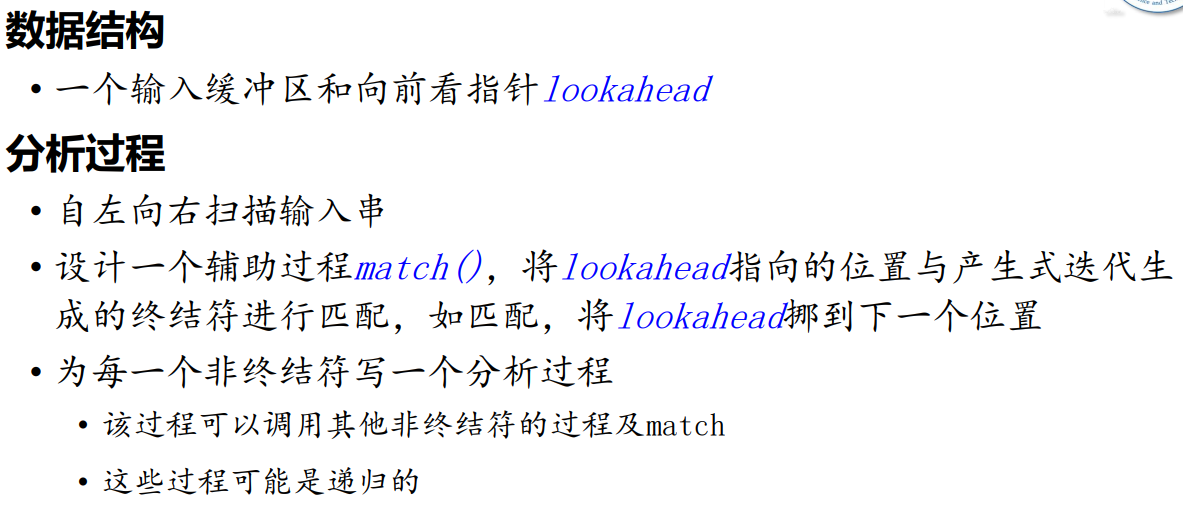 数据结构
• 一个输入缓冲区和向前看指针lookahead
分析过程
• 自左向右扫描输入串
• 设计一个辅助过程match()，将lookahead指向的位置与产生式迭代生
成的终结符进行匹配，如匹配，将lookahead挪到下一个位置
• 为每一个非终结符写一个分析过程
• 该过程可以调用其他非终结符的过程及match
• 这些过程可能是递归的